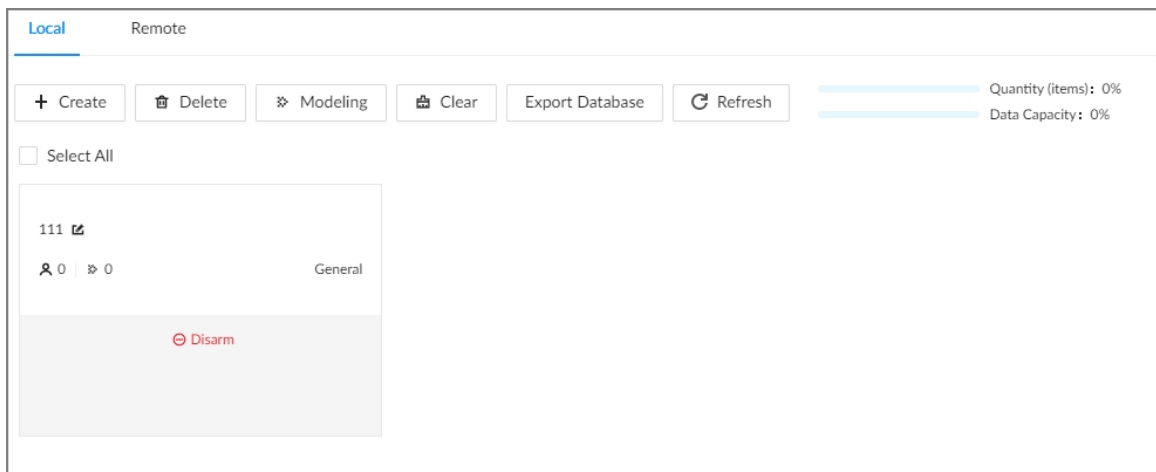 Local Remote
Create Delete Modeling Clear Export Database Refresh Quantity (items): 0%
Data Capacity: 0%
Select All
111
0 0 General
Disarm